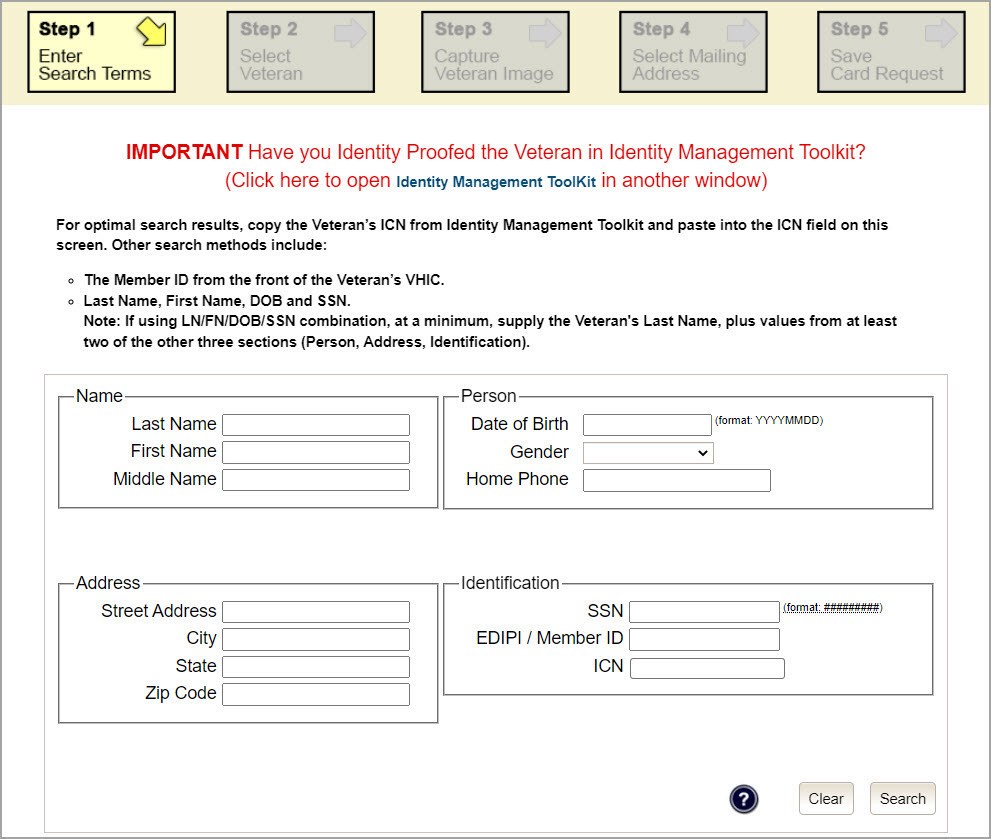 Step 1
Enter
Search Terms
Step 2
Select
Veteran
Step 3
Capture
Veteran Image
Step 4
Select Mailing
Address
Step 5
Save
Card Request
IMPORTANT Have you Identity Proofed the Veteran in Identity Management Toolkit?
(Click here to open Identity Management ToolKit in another window)
For optimal search results, copy the Veteran's ICN from Identity Management Toolkit and paste into the ICN field on this
screen. Other search methods include:
The Member ID from the front of the Veteran's VHIC.
Last Name, First Name, DOB and SSN.
Note: If using LN/FN/DOB/SSN combination, at a minimum, supply the Veteran's Last Name, plus values from at least
two of the other three sections (Person, Address, Identification).
Name
Last Name
First Name
Middle Name
Person
Date of Birth (format: YYYYMMDD)
Gender
Home Phone
Address
Street Address
City
State
Zip Code
Identification
SSN (format: #########)
EDIPI / Member ID
ICN
? Clear Search